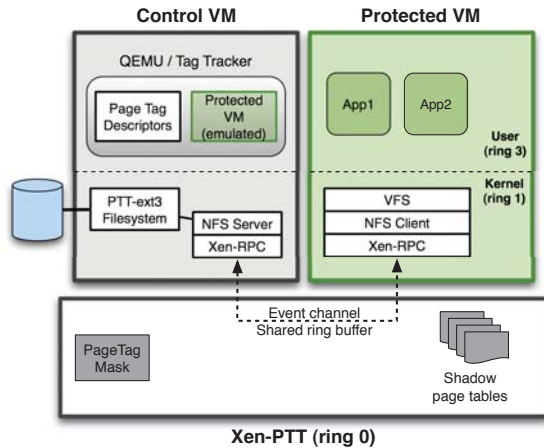 Control VM
Protected VM
QEMU / Tag Tracker
Page Tag
Descriptors
Protected
VM
(emulated)
App1
App2
User
(ring 3)
Kernel
(ring 1)
PTT-ext3
Filesystem
NFS Server
Xen-RPC
VFS
NFS Client
Xen-RPC
Event channel
Shared ring buffer
PageTag
Mask
Shadow
page tables
Xen-PTT (ring 0)